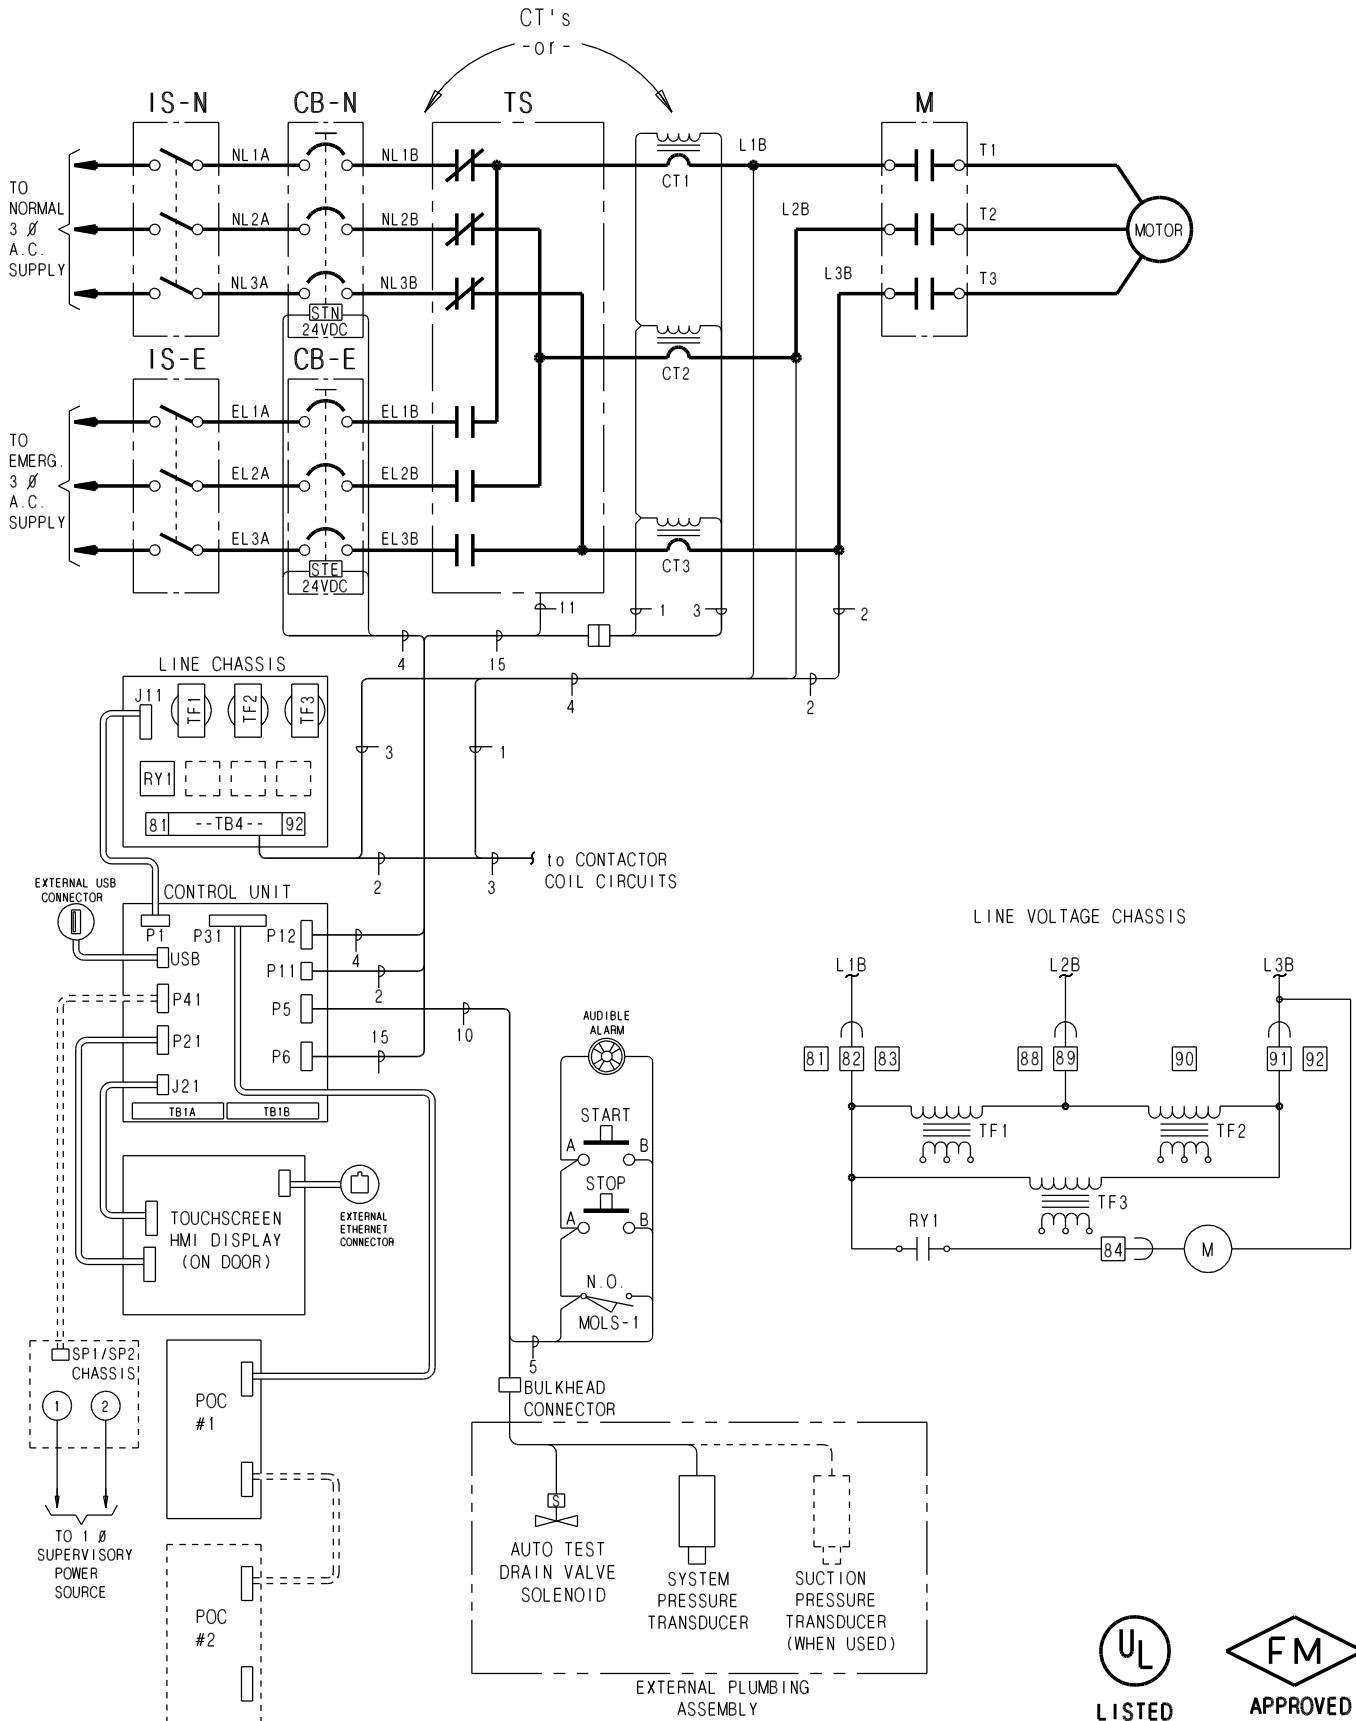 CT's
-or-
IS-N
CB-N
TS
M
NL1A
NL1B
L1B
T1
CT1
TO
NORMAL
3 Ø
A.C.
SUPPLY
NL2A
NL2B
L2B
T2
MOTOR
NL3A
NL3B
L3B
T3
STN
24VDC
IS-E
CB-E
CT2
EL1A
EL1B
TO
EMERG.
3 Ø
A.C.
SUPPLY
EL2A
EL2B
EL3A
EL3B
CT3
STE
24VDC
11
1
3
2
4
15
4
2
LINE CHASSIS
J11
TF1
TF2
TF3
3
1
RY1
81
--TB4--
92
2
3
to CONTACTOR
COIL CIRCUITS
EXTERNAL USB
CONNECTOR
CONTROL UNIT
P1
P31
P12
4
USB
P11
2
P41
P5
10
P21
15
P6
J21
TB1A
TB1B
AUDIBLE
ALARM
START
A
B
STOP
A
B
N.O.
MOLS-1
5
TOUCHSCREEN
HMI DISPLAY
(ON DOOR)
EXTERNAL
ETHERNET
CONNECTOR
SP1/SP2
CHASSIS
1
2
TO 1 Ø
SUPERVISORY
POWER
SOURCE
POC
#1
POC
#2
BULKHEAD
CONNECTOR
S
AUTO TEST
DRAIN VALVE
SOLENOID
SYSTEM
PRESSURE
TRANSDUCER
SUCTION
PRESSURE
TRANSDUCER
(WHEN USED)
EXTERNAL PLUMBING
ASSEMBLY
LINE VOLTAGE CHASSIS
L1B
L2B
L3B
81
82
83
88
89
90
91
92
TF1
TF2
TF3
RY1
84
M
UL
LISTED
FM
APPROVED